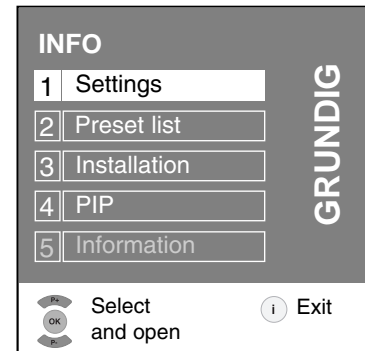 INFO
1 Settings
2 Preset list
3 Installation
4 PIP
5 Information
GRUNDIG
P+
OK
P-
Select
and open
i Exit